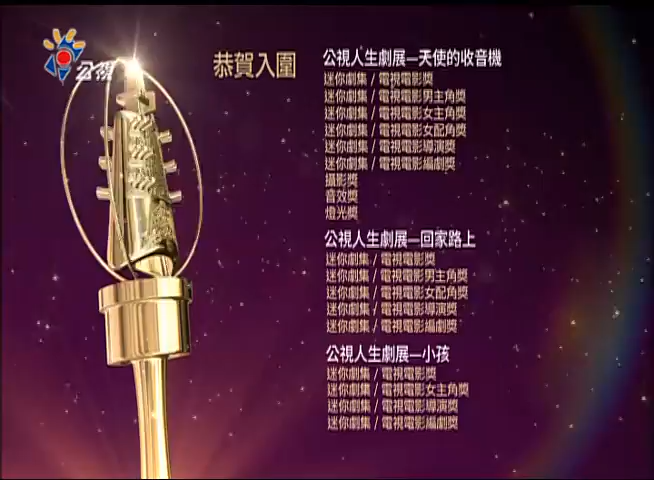 公視
恭賀入圍
公視人生劇展—天使的收音機
迷你劇集 / 電視電影獎
迷你劇集 / 電視電影男主角獎
迷你劇集 / 電視電影女主角獎
迷你劇集 / 電視電影女配角獎
迷你劇集 / 電視電影導演獎
迷你劇集 / 電視電影編劇獎
攝影獎
音效獎
燈光獎
公視人生劇展—回家路上
迷你劇集 / 電視電影獎
迷你劇集 / 電視電影男主角獎
迷你劇集 / 電視電影女配角獎
迷你劇集 / 電視電影導演獎
迷你劇集 / 電視電影編劇獎
公視人生劇展—小孩
迷你劇集 / 電視電影獎
迷你劇集 / 電視電影女主角獎
迷你劇集 / 電視電影導演獎
迷你劇集 / 電視電影編劇獎